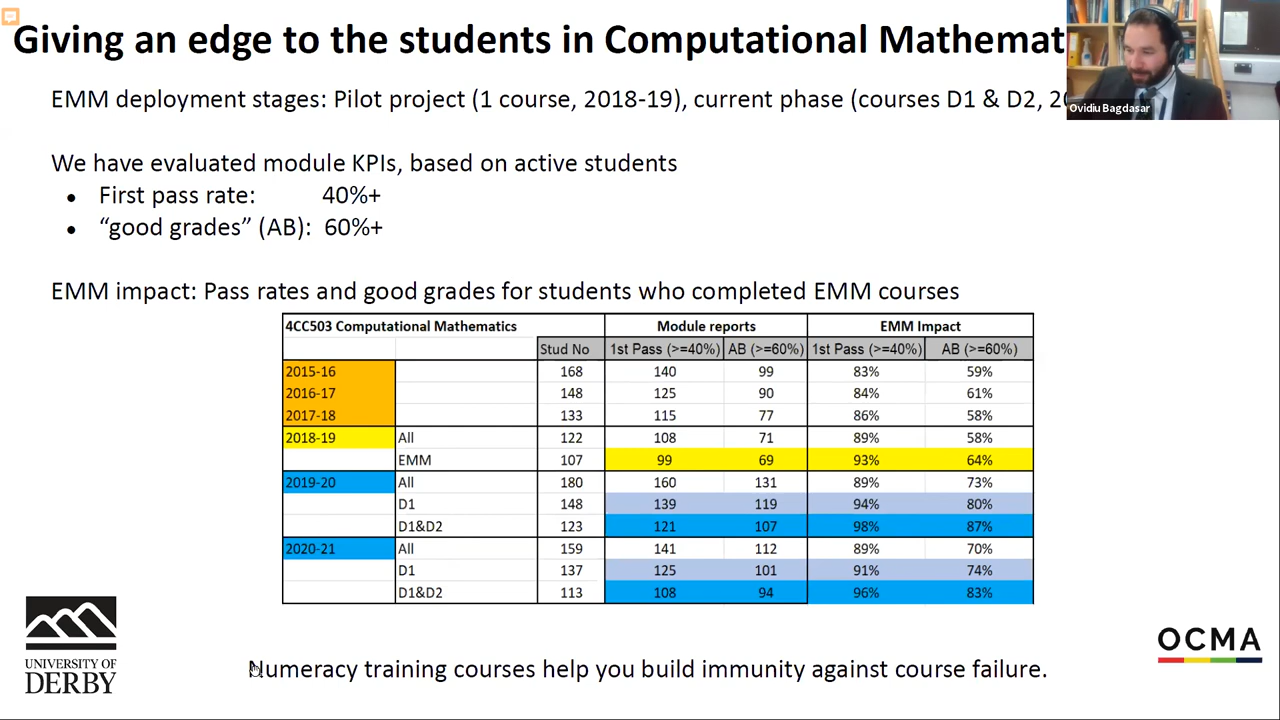 Giving an edge to the students in Computational
EMM deployment stages: Pilot project (1 course, 2018-19), current phase (courses D1 & D2,
Ovidiu Bagdasar
We have evaluated module KPIs, based on active students
• First pass rate: 40%+
• “good grades” (AB): 60%+
EMM impact: Pass rates and good grades for students who completed EMM courses
4CC503 Computational Mathematics Module reports EMM Impact
Stud No 1st Pass (>=40%) AB (>=60%) 1st Pass (>=40%) AB (>=60%)
2015-16 168 140 99 83% 59%
2016-17 148 125 90 84% 61%
2017-18 133 115 77 86% 58%
2018-19 All 122 108 71 89% 58%
EMM 107 99 69 93% 64%
2019-20 All 180 160 131 89% 73%
D1 148 139 119 94% 80%
D1&D2 123 121 107 98% 87%
2020-21 All 159 141 112 89% 70%
D1 137 125 101 91% 74%
D1&D2 113 108 94 96% 83%
UNIVERSITY OF
DERBY
Numeracy training courses help you build immunity against course failure.
OCMA